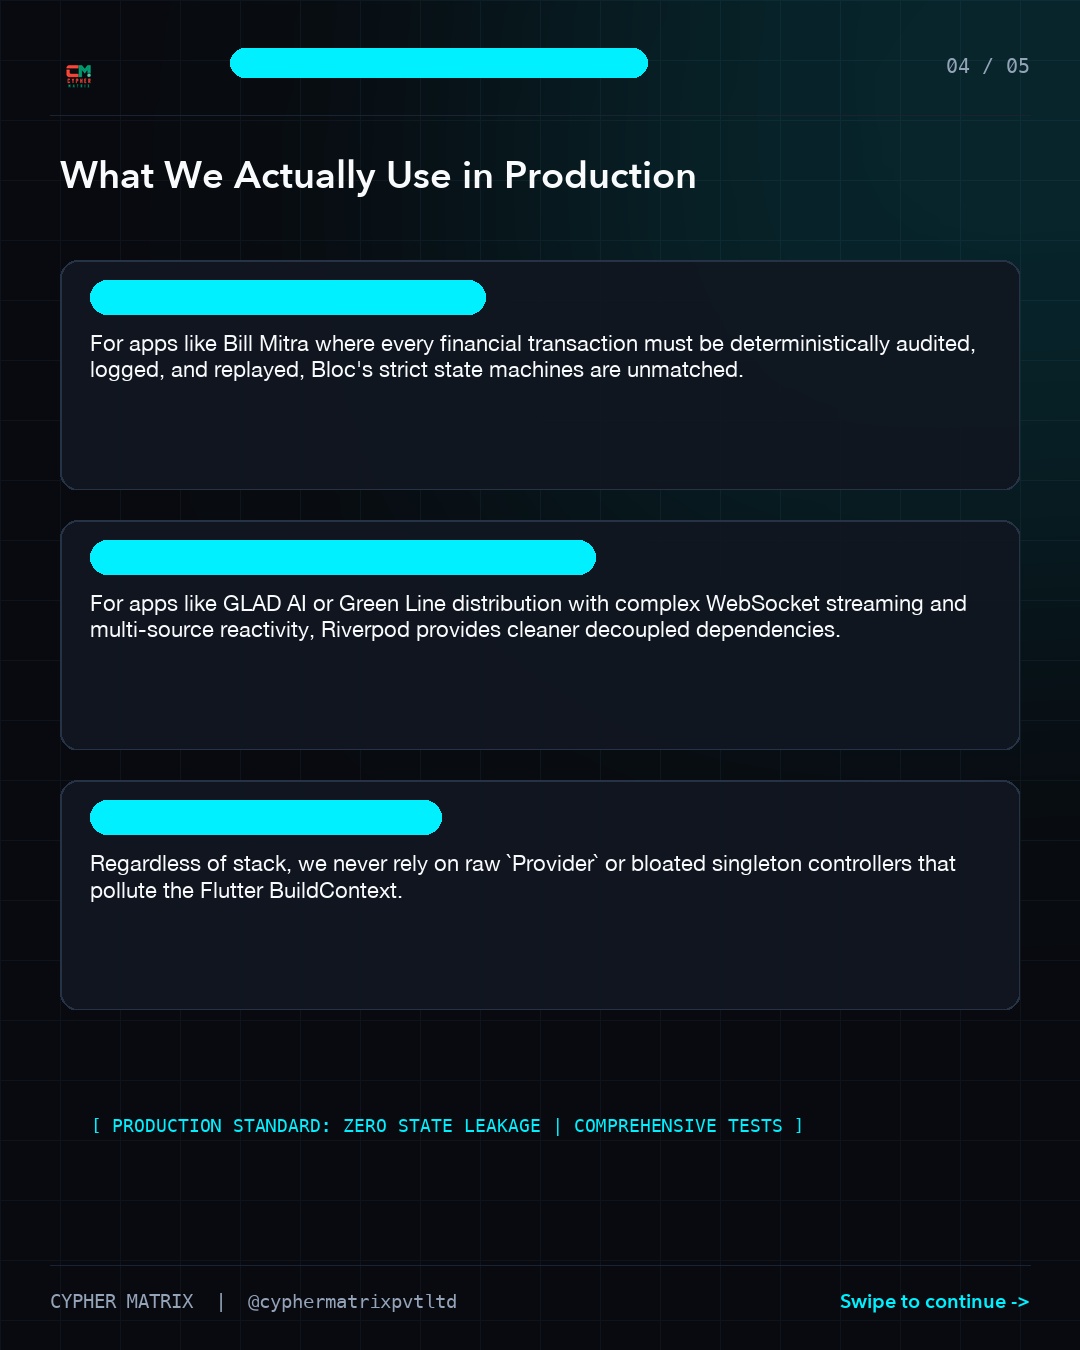 CM
CYPHER
MATRIX
04 / 05
What We Actually Use in Production
For apps like Bill Mitra where every financial transaction must be deterministically audited,
logged, and replayed, Bloc's strict state machines are unmatched.
For apps like GLAD AI or Green Line distribution with complex WebSocket streaming and
multi-source reactivity, Riverpod provides cleaner decoupled dependencies.
Regardless of stack, we never rely on raw `Provider` or bloated singleton controllers that
pollute the Flutter BuildContext.
[ PRODUCTION STANDARD: ZERO STATE LEAKAGE | COMPREHENSIVE TESTS ]
CYPHER MATRIX | @cyphermatrixpvtltd
Swipe to continue ->